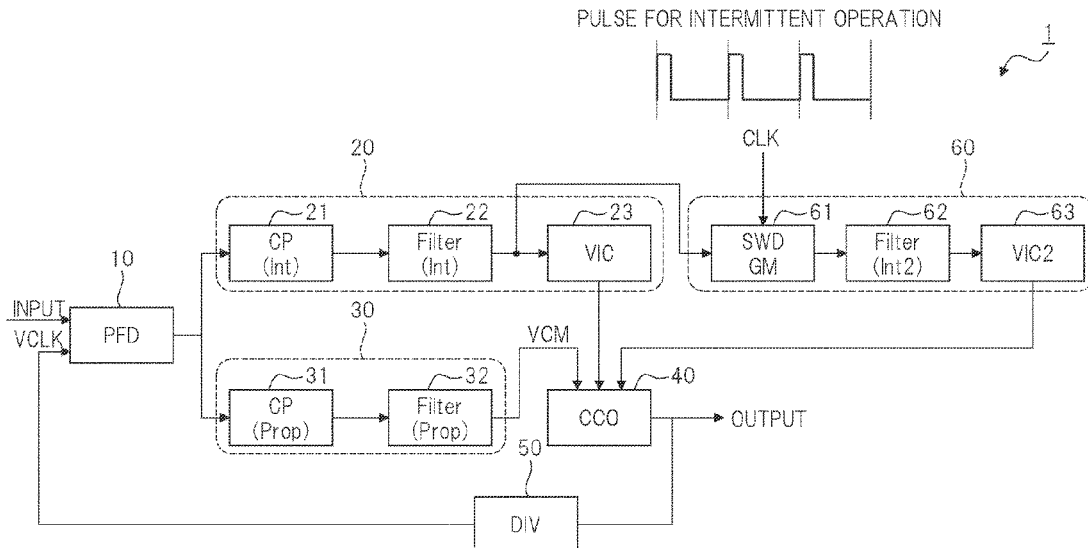 PULSE FOR INTERMITTENT OPERATION
1
CLK
20
60
21
22
23
61
62
63
CP
(Int)
Filter
(Int)
VIC
SWD
GM
Filter
(Int2)
VIC2
10
INPUT
VCLK
PFD
30
VCM
31
32
40
CP
(Prop)
Filter
(Prop)
CCO
OUTPUT
50
DIV